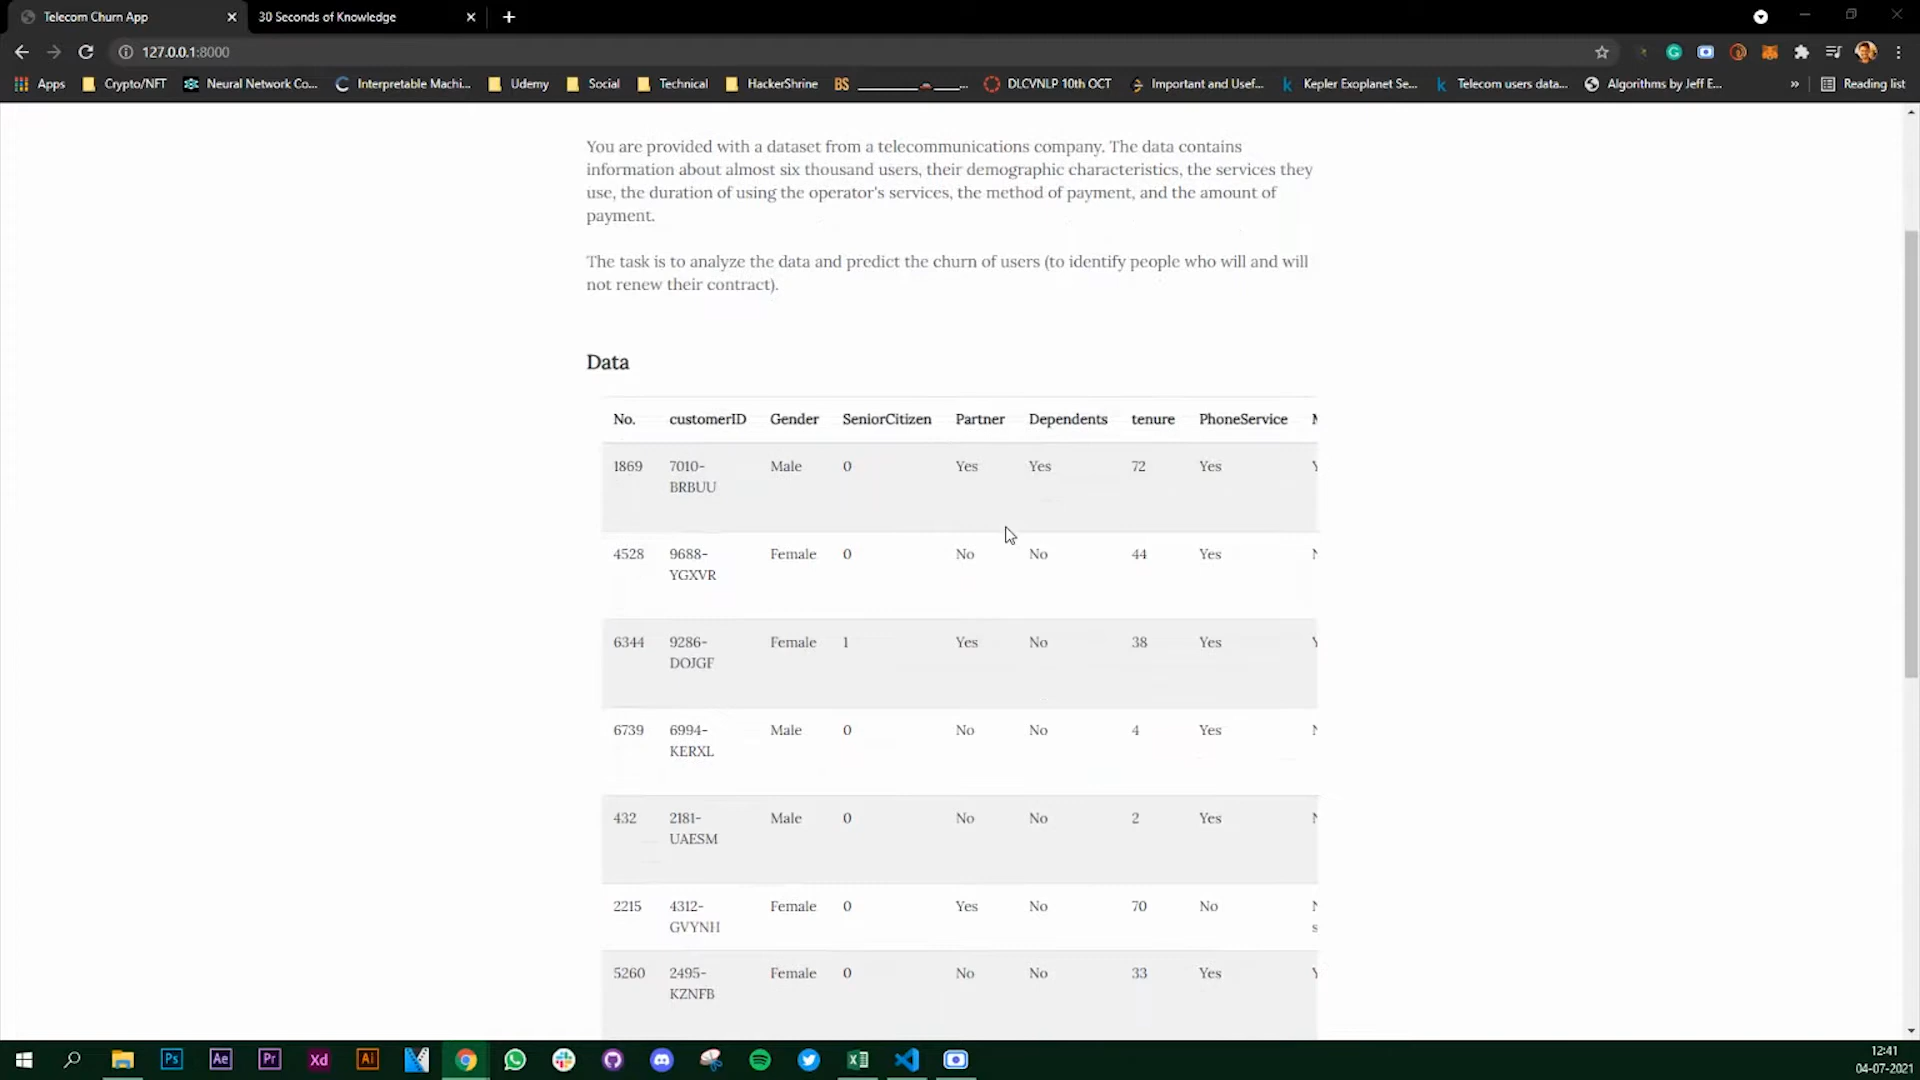 Telecom Churn App
30 Seconds of Knowledge
127.0.0.1:8000
Apps Crypto/NFT Neural Network Co... Interpretable Machi... Udemy Social Technical HackerShrine BS DLCVNLP 10th OCT Important and Usef... Kepler Exoplanet Se... Telecom users data... Algorithms by Jeff E... » Reading list
You are provided with a dataset from a telecommunications company. The data contains
information about almost six thousand users, their demographic characteristics, the services they
use, the duration of using the operator's services, the method of payment, and the amount of
payment.
The task is to analyze the data and predict the churn of users (to identify people who will and will
not renew their contract).
Data
No. customerID Gender SeniorCitizen Partner Dependents tenure PhoneService
1869 7010- Male 0 Yes Yes 72 Yes
BRBUU
4528 9688- Female 0 No No 44 Yes
YGXVR
6344 9286- Female 1 Yes No 38 Yes
DOJGF
6739 6994- Male 0 No No 4 Yes
KERXL
432 2181- Male 0 No No 2 Yes
UAESM
2215 4312- Female 0 Yes No 70 No
GVYNH
5260 2495- Female 0 No No 33 Yes
KZNFB
Ps Ae Pr Xd Ai
12:41
04-07-2021